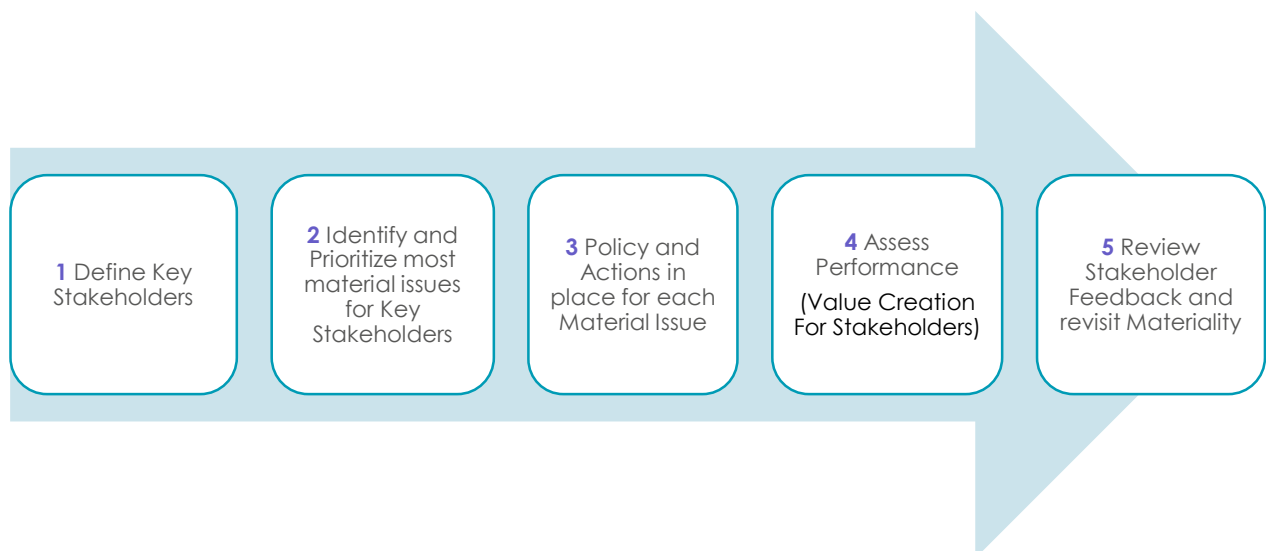 1 Define Key
Stakeholders
2 Identify and
Prioritize most
material issues
for Key
Stakeholders
3 Policy and
Actions in
place for each
Material Issue
4 Assess
Performance
(Value Creation
For Stakeholders)
5 Review
Stakeholder
Feedback and
revisit Materiality